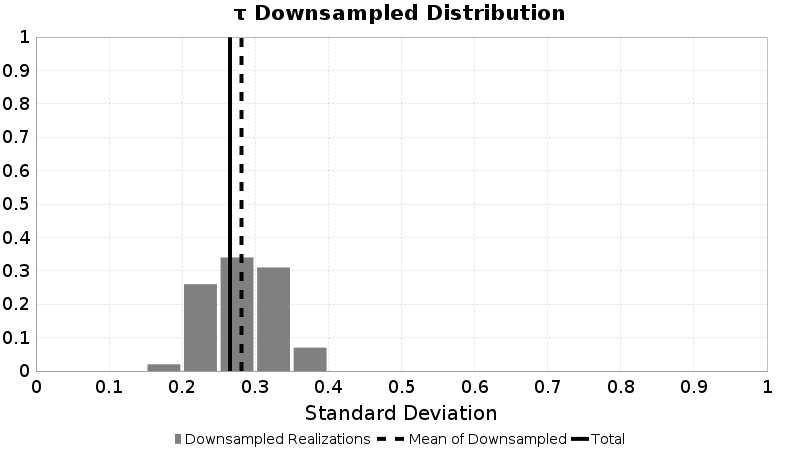 τ Downsampled Distribution
1
0.9
0.8
0.7
0.6
0.5
0.4
0.3
0.2
0.1
0
0 0.1 0.2 0.3 0.4 0.5 0.6 0.7 0.8 0.9 1
Standard Deviation
Downsampled Realizations Mean of Downsampled Total